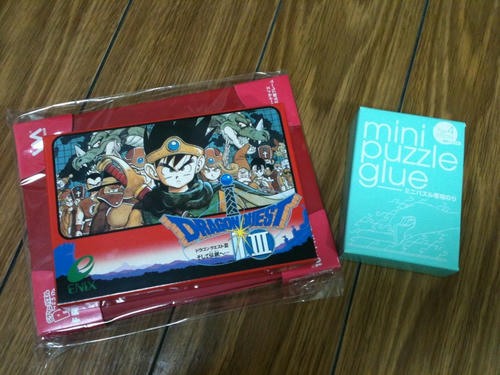 DRAGON QUEST
III
ドラゴンクエストIII
そして伝説へ…
ENIX
mini
puzzle
glue
ミニパズル専用のり